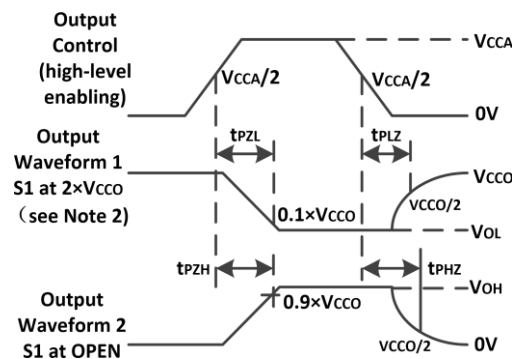 Output
Control
(high-level
enabling)
VCCA/2
VCCA/2
VCCA
0V
tPZL
tPLZ
Output
Waveform 1
S1 at 2×VCCO
(see Note 2)
0.1×VCCO
VCCO/2
VCCO
VOL
tPZH
tPHZ
Output
Waveform 2
S1 at OPEN
0.9×VCCO
VCCO/2
VOH
0V